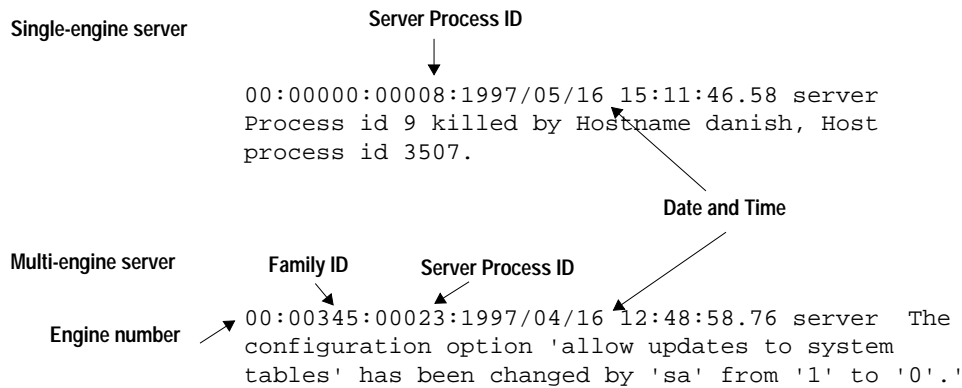 Single-engine server
Server Process ID
00:00000:00008:1997/05/16 15:11:46.58 server
Process id 9 killed by Hostname danish, Host
process id 3507.
Date and Time
Multi-engine server
Family ID
Server Process ID
Engine number
00:00345:00023:1997/04/16 12:48:58.76 server  The
configuration option 'allow updates to system
tables' has been changed by 'sa' from '1' to '0'.'